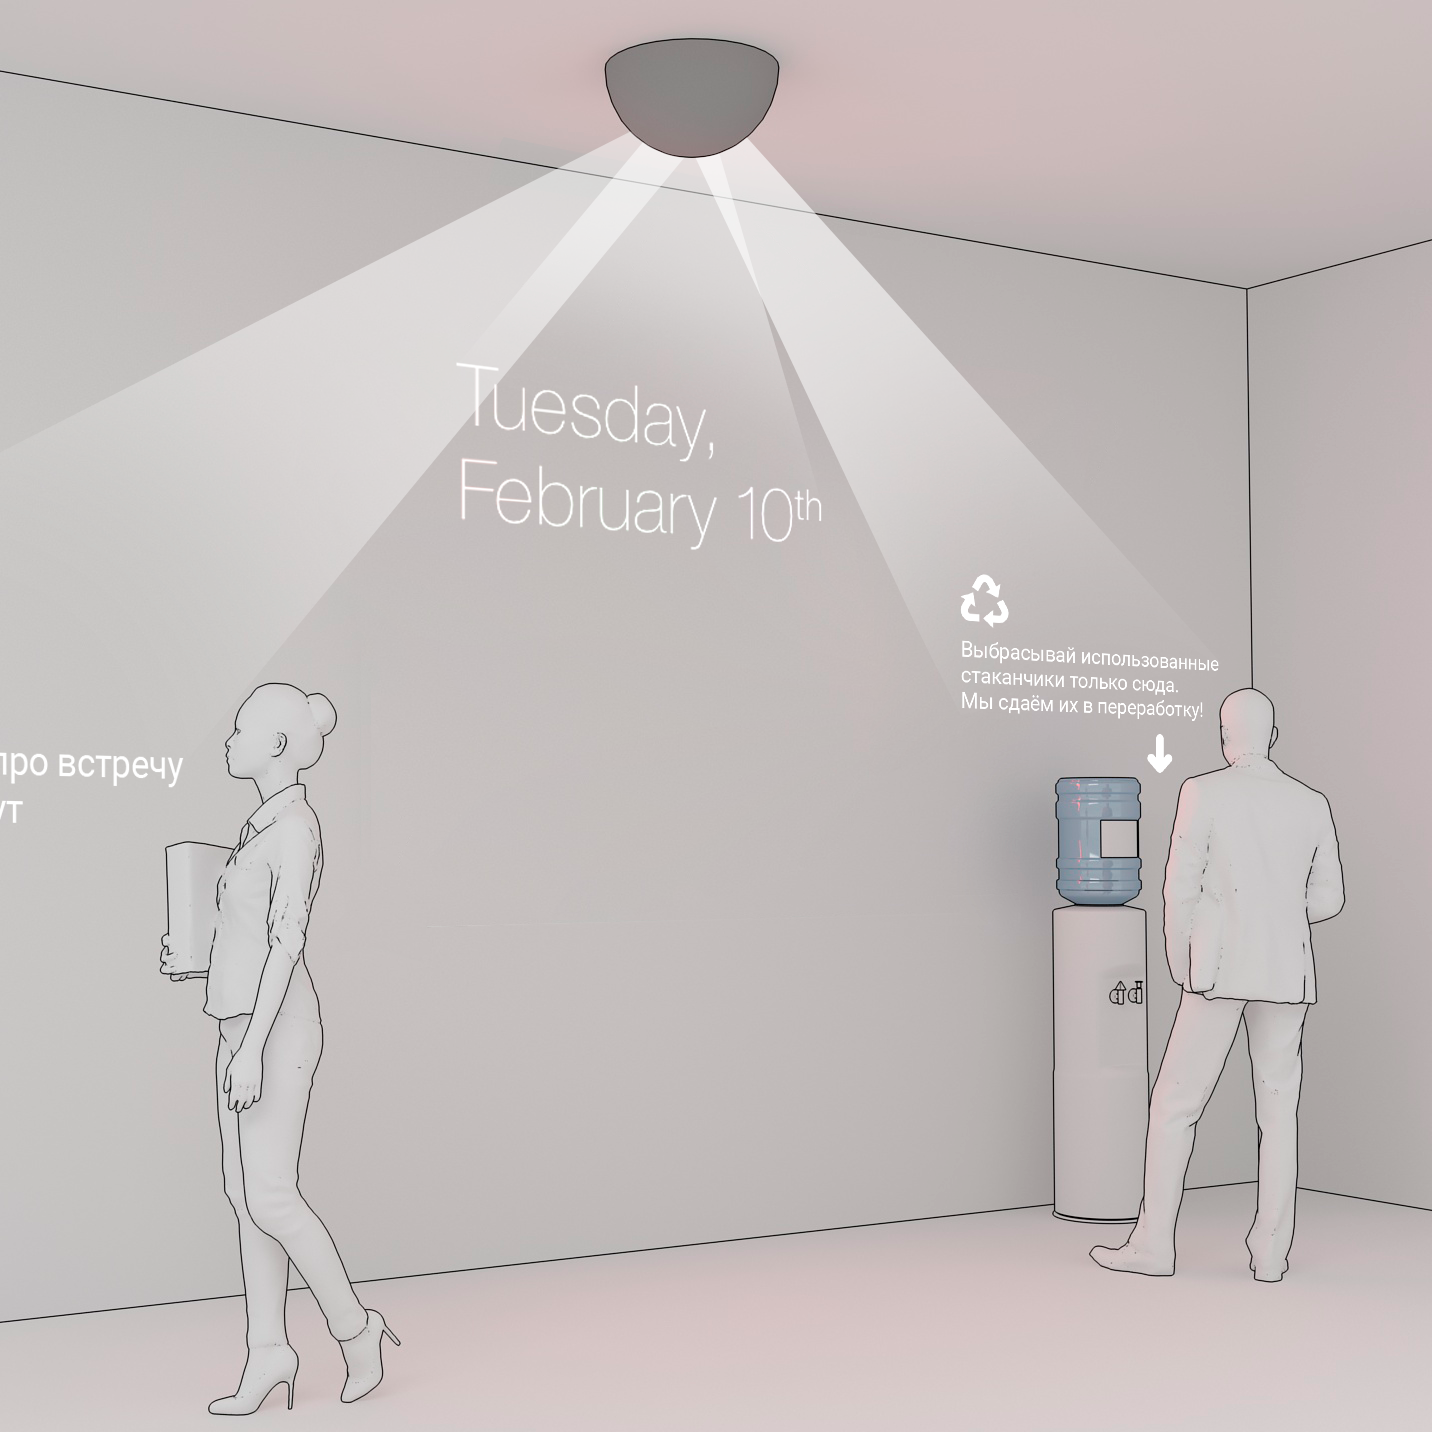 Tuesday,
February 10th
Выбрасывай использованные
стаканчики только сюда.
Мы сдаём их в переработку!
про встречу